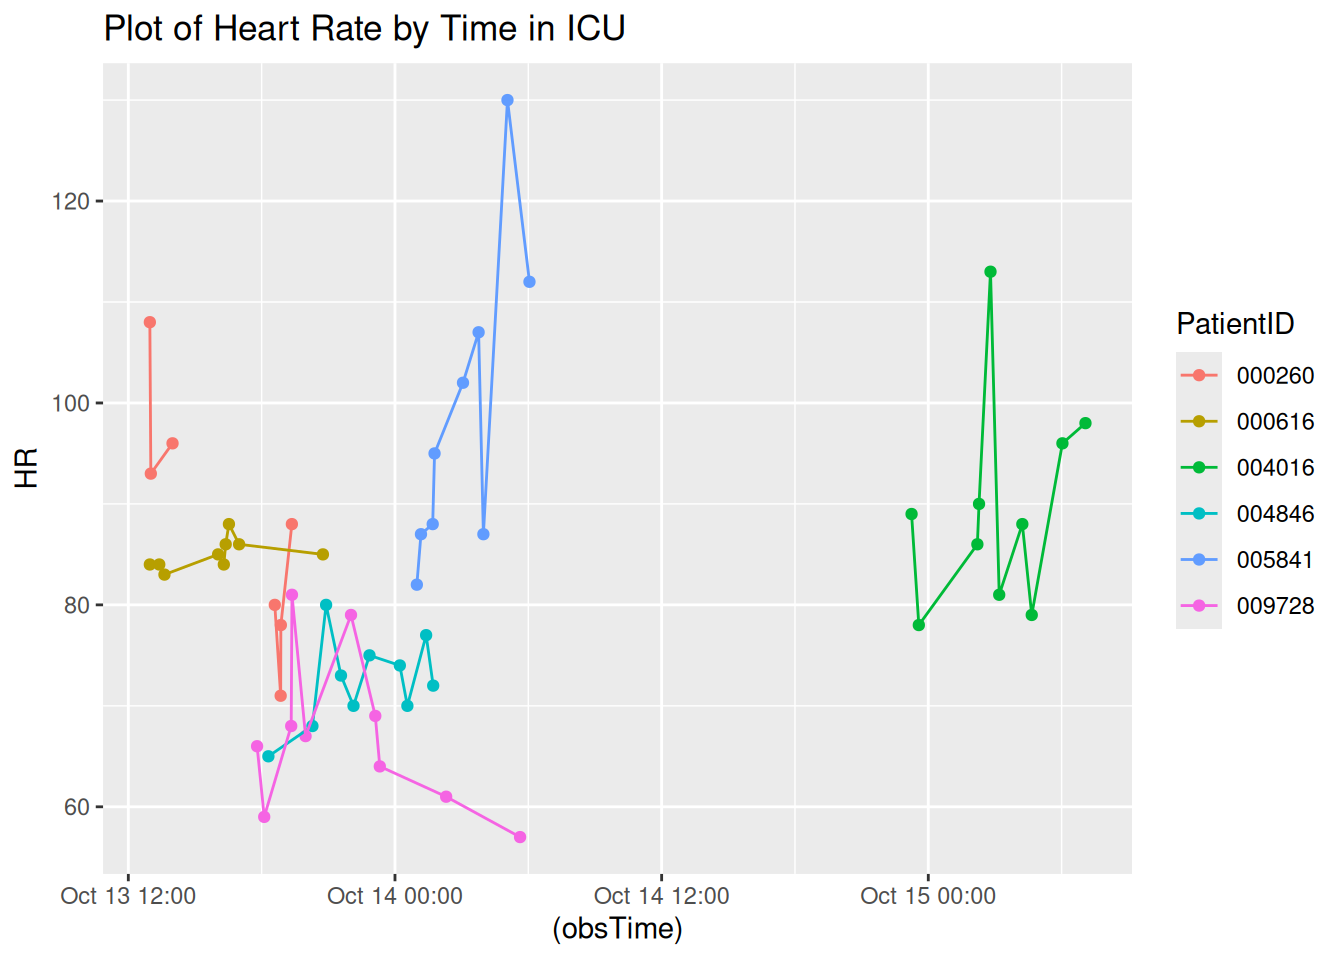 Plot of Heart Rate by Time in ICU
HR
120
100
80
60
Oct 13 12:00
Oct 14 00:00
Oct 14 12:00
Oct 15 00:00
(obsTime)
PatientID
000260
000616
004016
004846
005841
009728